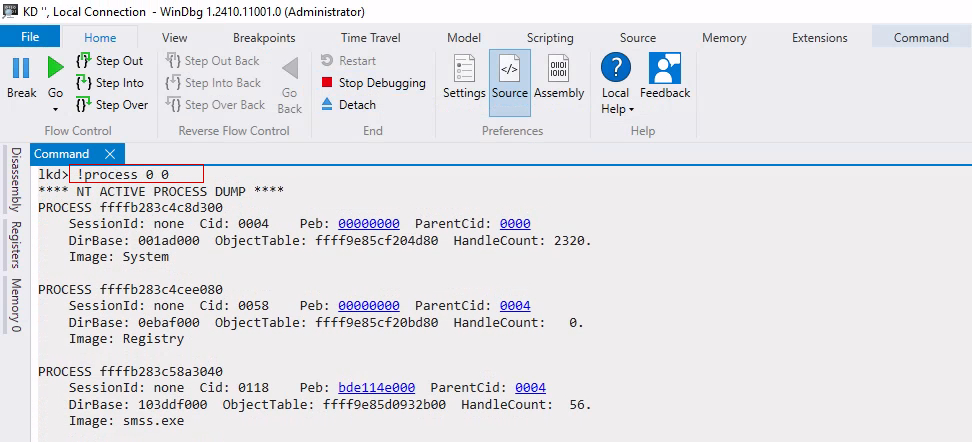 KD '', Local Connection - WinDbg 1.2410.11001.0 (Administrator)
File Home View Breakpoints Time Travel Model Scripting Source Memory Extensions Command
Break
Go
Step Out
Step Into
Step Over
Flow Control
Step Out Back
Step Into Back
Step Over Back
Go
Back
Reverse Flow Control
Restart
Stop Debugging
Detach
End
Settings
Source
Assembly
Preferences
Local
Help
Feedback
Help
Disassembly
Registers
Memory 0
Command
lkd> !process 0 0
**** NT ACTIVE PROCESS DUMP ****
PROCESS ffffb283c4c8d300
SessionId: none Cid: 0004 Peb: 00000000 ParentCid: 0000
DirBase: 001ad000 ObjectTable: ffff9e85cf204d80 HandleCount: 2320.
Image: System
PROCESS ffffb283c4cee080
SessionId: none Cid: 0058 Peb: 00000000 ParentCid: 0004
DirBase: 0ebaf000 ObjectTable: ffff9e85cf20bd80 HandleCount: 0.
Image: Registry
PROCESS ffffb283c58a3040
SessionId: none Cid: 0118 Peb: bde114e000 ParentCid: 0004
DirBase: 103ddf000 ObjectTable: ffff9e85d0932b00 HandleCount: 56.
Image: smss.exe